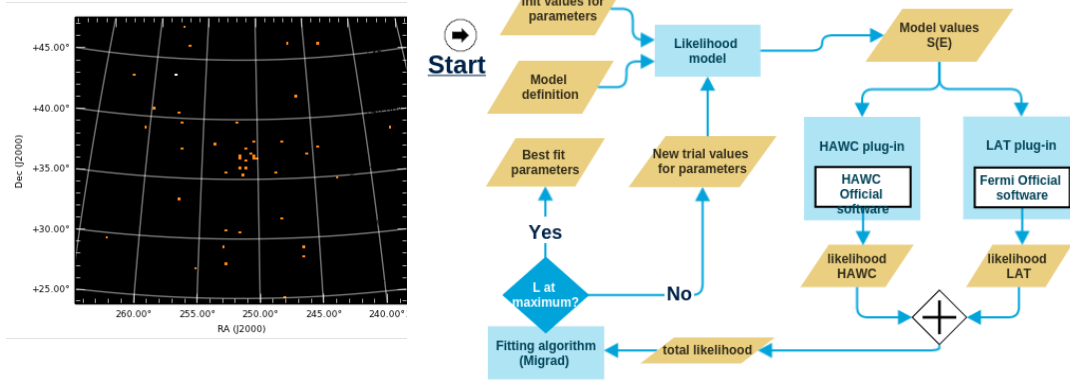 +45.00°
+40.00°
+35.00°
+30.00°
+25.00°
Dec (J2000)
260.00°
255.00°
250.00°
245.00°
240.00°
RA (J2000)
Start
Init values for
parameters
Model
definition
Likelihood
model
Model values
S(E)
HAWC plug-in
HAWC
Official
software
LAT plug-in
Fermi Official
software
Best fit
parameters
New trial values
for parameters
Yes
No
L at
maximum?
likelihood
HAWC
likelihood
LAT
Fitting algorithm
(Migrad)
total likelihood